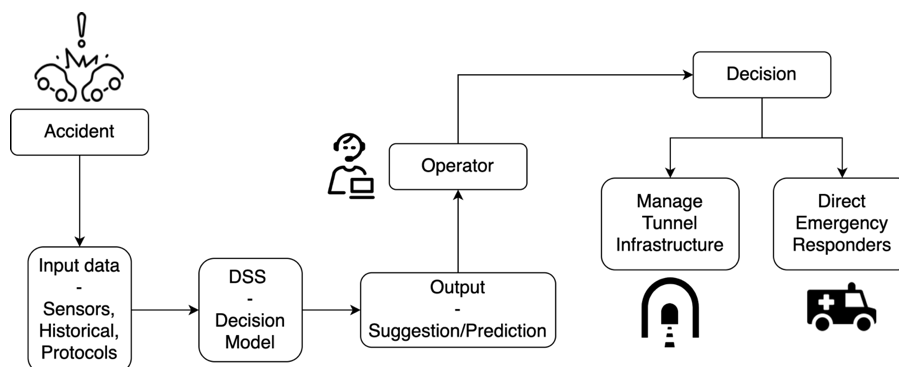 Accident
Input data
-
Sensors,
Historical,
Protocols
DSS
-
Decision
Model
Output
-
Suggestion/Prediction
Operator
Decision
Manage
Tunnel
Infrastructure
Direct
Emergency
Responders